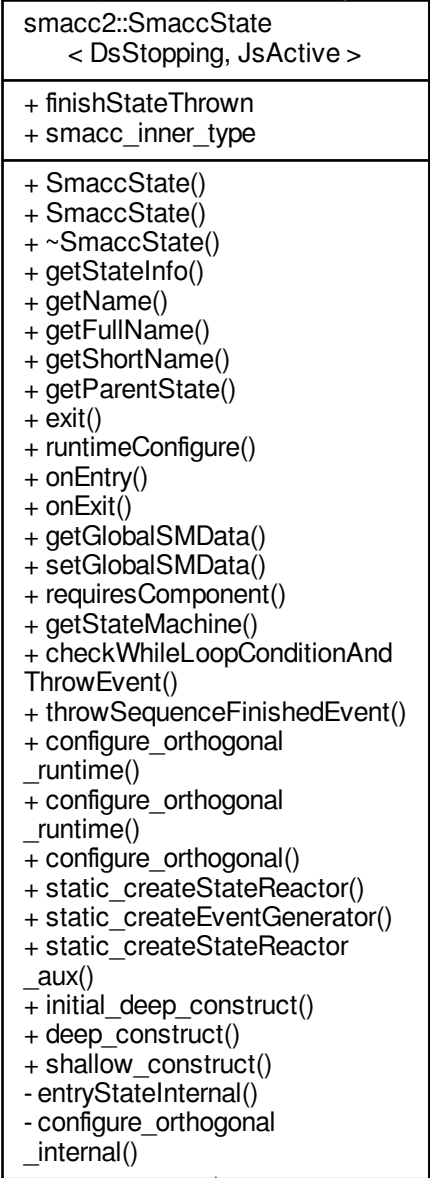 smacc2::SmaccState
< DsStopping, JsActive >
+ finishStateThrown
+ smacc_inner_type
+ SmaccState()
+ SmaccState()
+ ~SmaccState()
+ getStateInfo()
+ getName()
+ getFullName()
+ getShortName()
+ getParentState()
+ exit()
+ runtimeConfigure()
+ onEntry()
+ onExit()
+ getGlobalSMData()
+ setGlobalSMData()
+ requiresComponent()
+ getStateMachine()
+ checkWhileLoopConditionAnd
ThrowEvent()
+ throwSequenceFinishedEvent()
+ configure_orthogonal
_runtime()
+ configure_orthogonal
_runtime()
+ configure_orthogonal()
+ static_createStateReactor()
+ static_createEventGenerator()
+ static_createStateReactor
_aux()
+ initial_deep_construct()
+ deep_construct()
+ shallow_construct()
- entryStateInternal()
- configure_orthogonal
_internal()